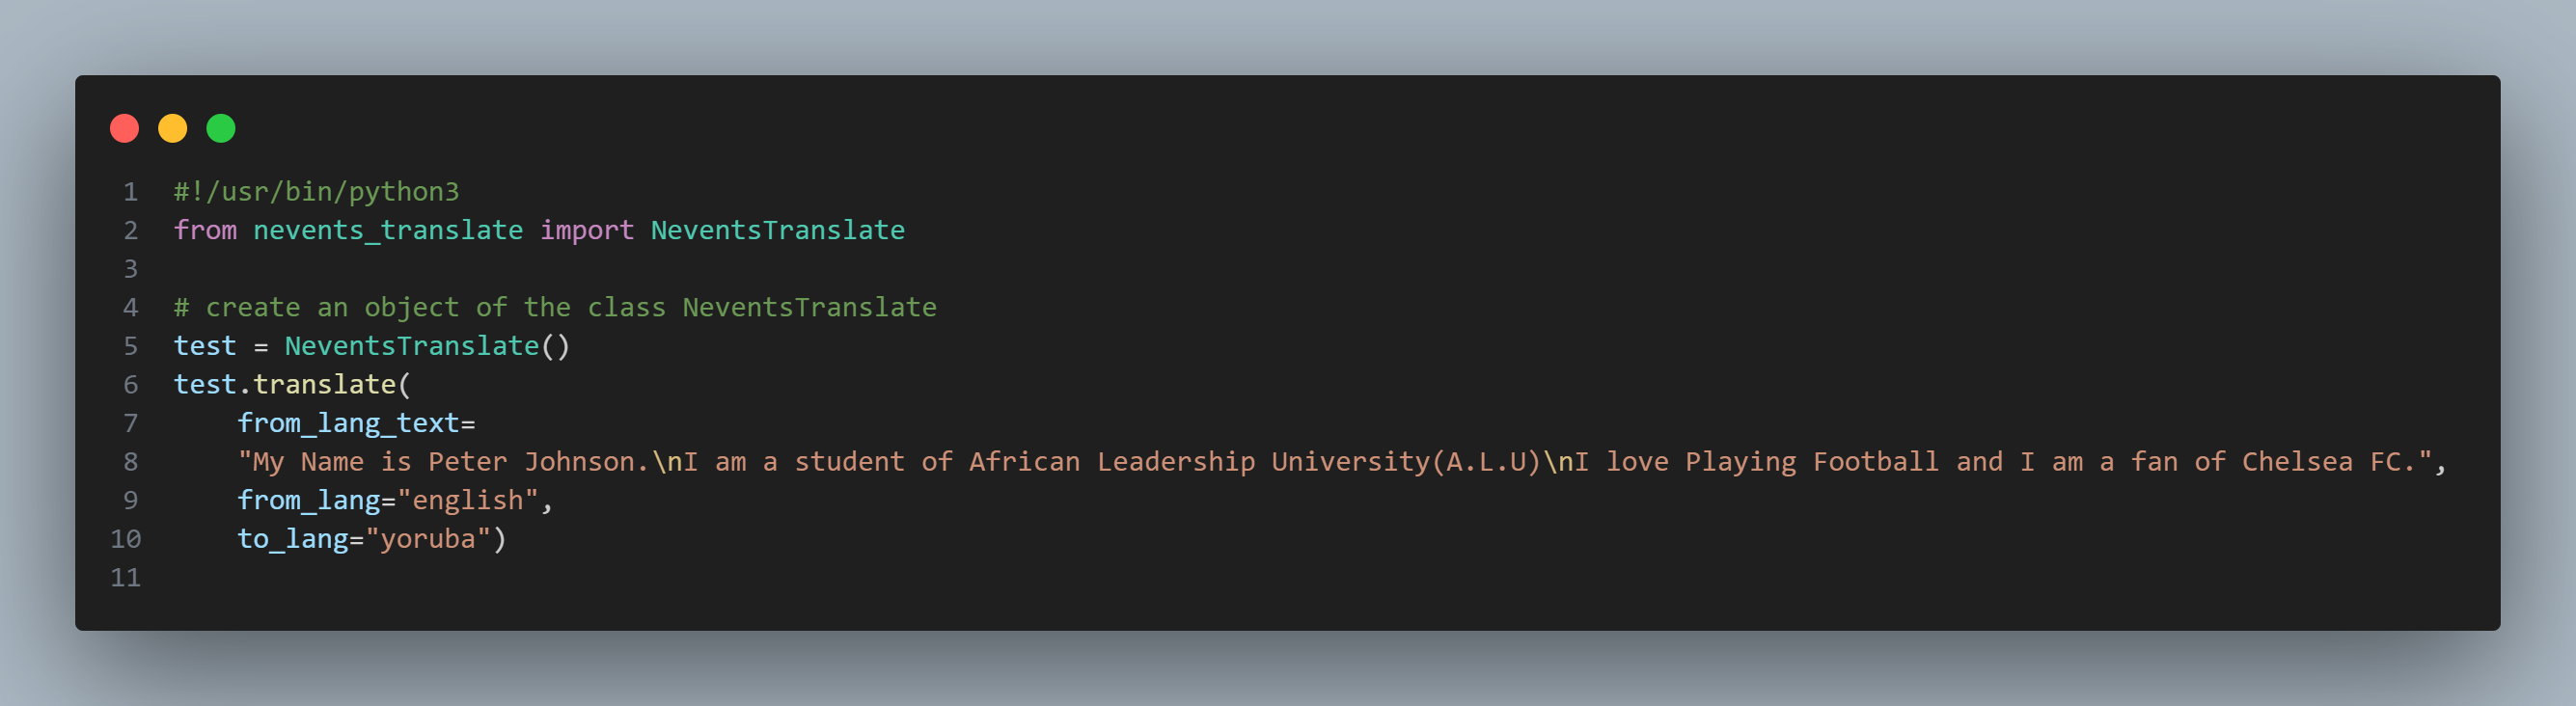 1 #!/usr/bin/python3
2 from nevents_translate import NeventsTranslate
3
4 # create an object of the class NeventsTranslate
5 test = NeventsTranslate()
6 test.translate(
7     from_lang_text=
8     "My Name is Peter Johnson.\nI am a student of African Leadership University(A.L.U)\nI love Playing Football and I am a fan of Chelsea FC.",
9     from_lang="english",
10     to_lang="yoruba")
11